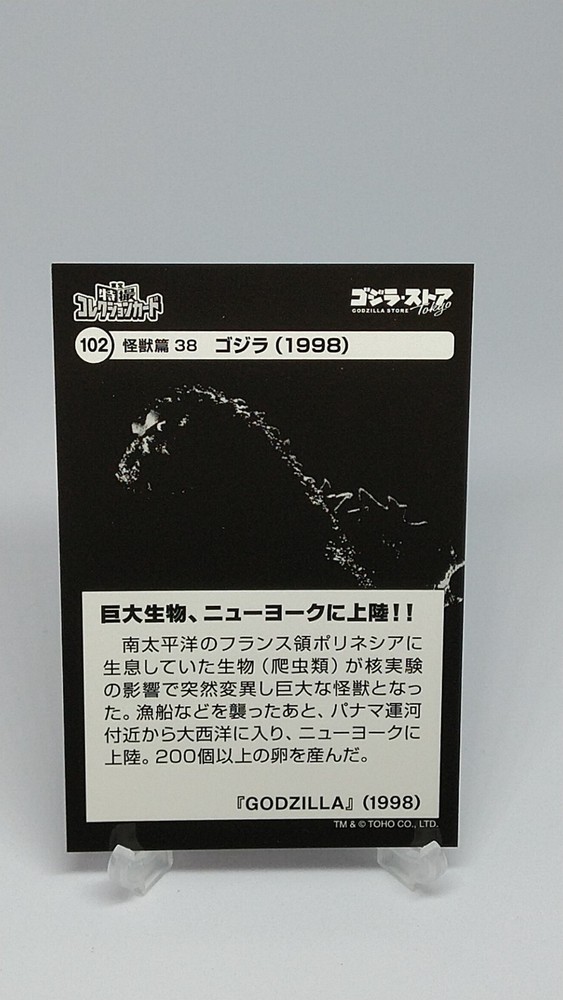 東宝
特撮
コレクションカード
ゴジラ・ストア
GODZILLA STORE Tokyo
102 怪獣篇 38 ゴジラ(1998)
巨大生物、ニューヨークに上陸!!
南太平洋のフランス領ポリネシアに
生息していた生物(爬虫類)が核実験
の影響で突然変異し巨大な怪獣となっ
た。漁船などを襲ったあと、パナマ運河
付近から大西洋に入り、ニューヨークに
上陸。200個以上の卵を産んだ。
『GODZILLA』(1998)
TM & © TOHO CO., LTD.